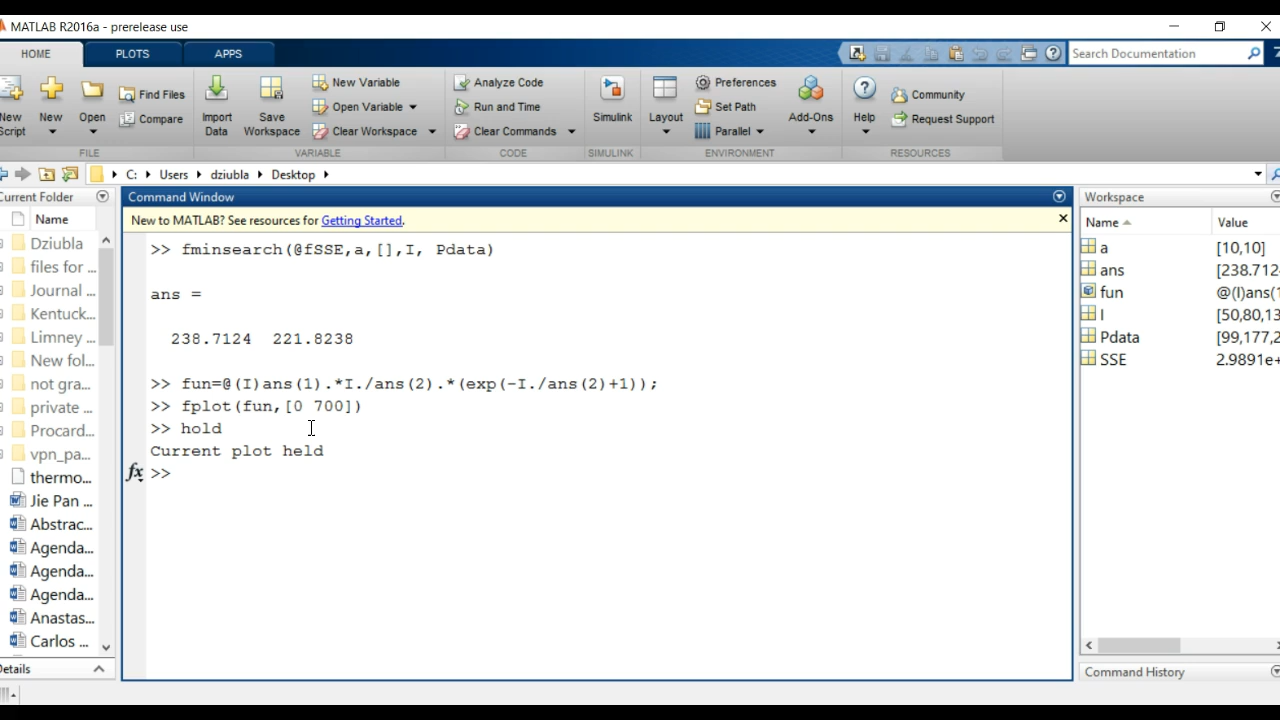 MATLAB R2016a - prerelease use
HOME PLOTS APPS
Search Documentation
New Script
New
Open
Find Files
Compare
FILE
Import Data
Save Workspace
New Variable
Open Variable
Clear Workspace
VARIABLE
Analyze Code
Run and Time
Clear Commands
CODE
Simulink
SIMULINK
Layout
Preferences
Set Path
Parallel
Add-Ons
ENVIRONMENT
Help
Community
Request Support
RESOURCES
C: Users dziubla Desktop
Current Folder
Name
Dziubla
files for ...
Journal ...
Kentuck...
Limney ...
New fol...
not gra...
private ...
Procard...
vpn_pa...
thermo...
Jie Pan ...
Abstrac...
Agenda...
Agenda...
Agenda...
Anastas...
Carlos ...
Details
Command Window
New to MATLAB? See resources for Getting Started.
>> fminsearch(@fSSE,a,[],I, Pdata)
ans =
238.7124 221.8238
>> fun=@(I)ans(1).*I./ans(2).*(exp(-I./ans(2)+1));
>> fplot(fun,[0 700])
>> hold
Current plot held
fx >>
Workspace
Name Value
a [10,10]
ans [238.712
fun @(I)ans(1
I [50,80,13
Pdata [99,177,2
SSE 2.9891e+
Command History